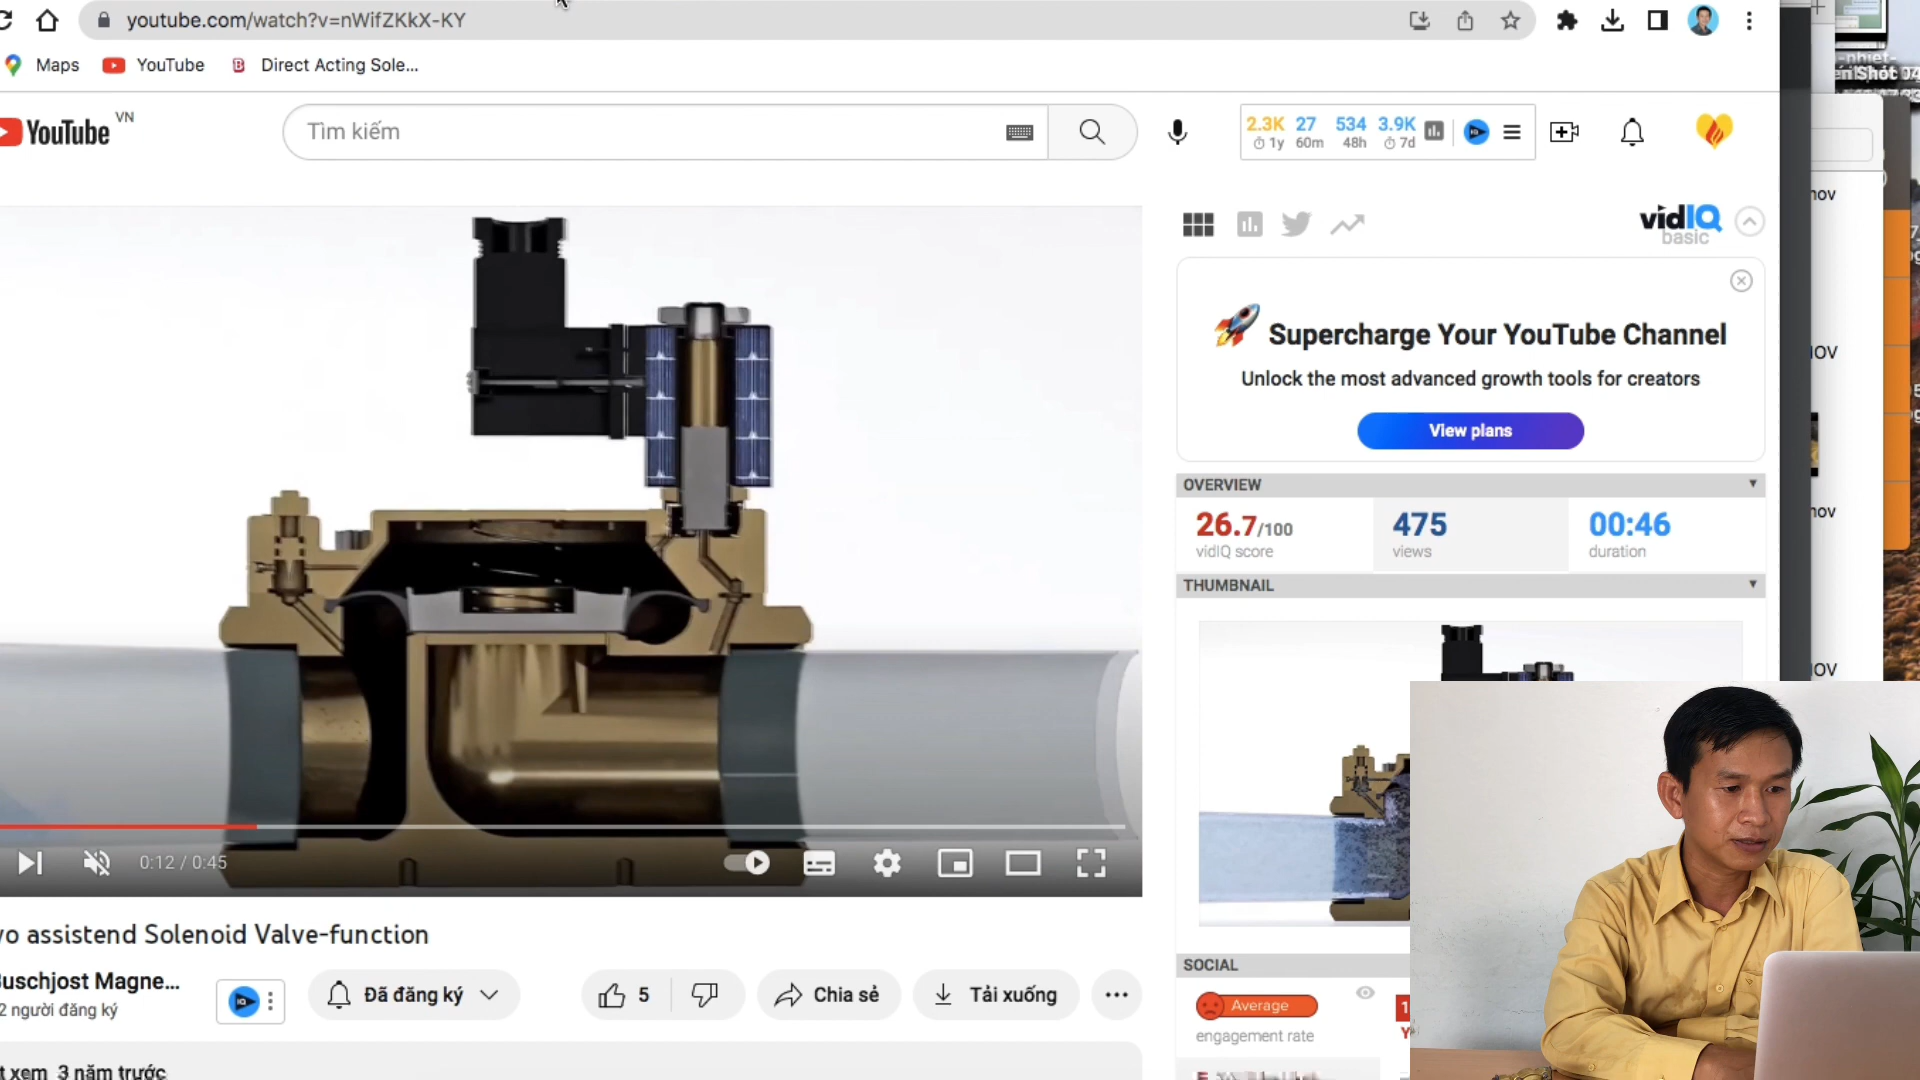 youtube.com/watch?v=nWifZKkX-KY
Maps
YouTube
Direct Acting Sole...
YouTube VN
Tìm kiếm
2.3K 27 534 3.9K
1y 60m 48h 7d
vidIQ
basic
Supercharge Your YouTube Channel
Unlock the most advanced growth tools for creators
View plans
OVERVIEW
26.7/100
vidIQ score
475
views
00:46
duration
THUMBNAIL
0:12 / 0:45
assistend Solenoid Valve-function
Buschjost Magne...
người đăng ký
Đã đăng ký
5
Chia sẻ
Tải xuống
xem 3 năm trước
SOCIAL
Average
engagement rate